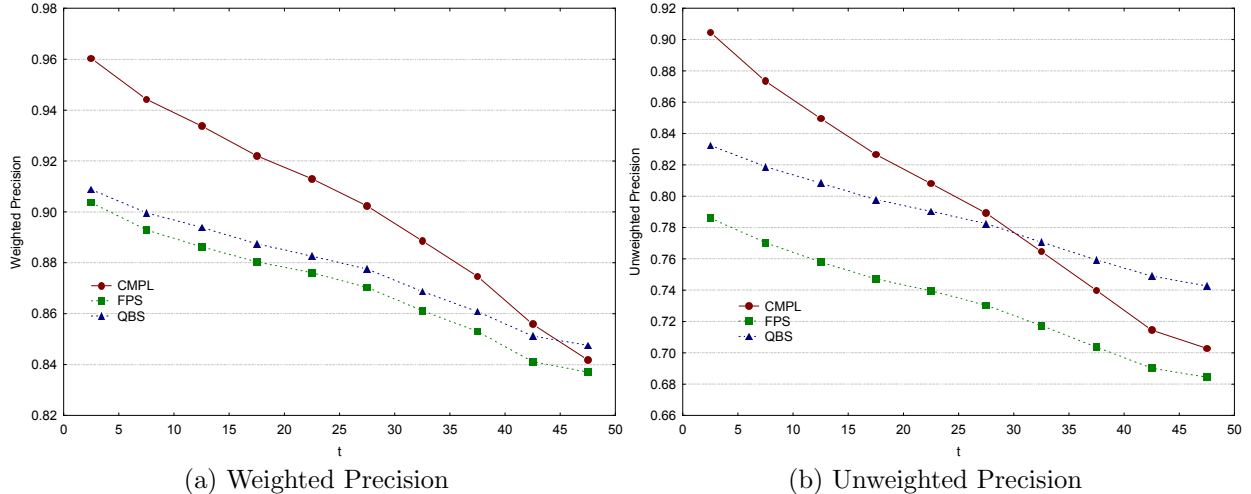 0.98
0.96
0.94
0.92
0.90
0.88
0.86
0.84
0.82
Weighted Precision
CMPL
FPS
QBS
0 5 10 15 20 25 30 35 40 45 50
t
(a) Weighted Precision
0.92
0.90
0.88
0.86
0.84
0.82
0.80
0.78
0.76
0.74
0.72
0.70
0.68
0.66
Unweighted Precision
CMPL
FPS
QBS
0 5 10 15 20 25 30 35 40 45 50
t
(b) Unweighted Precision